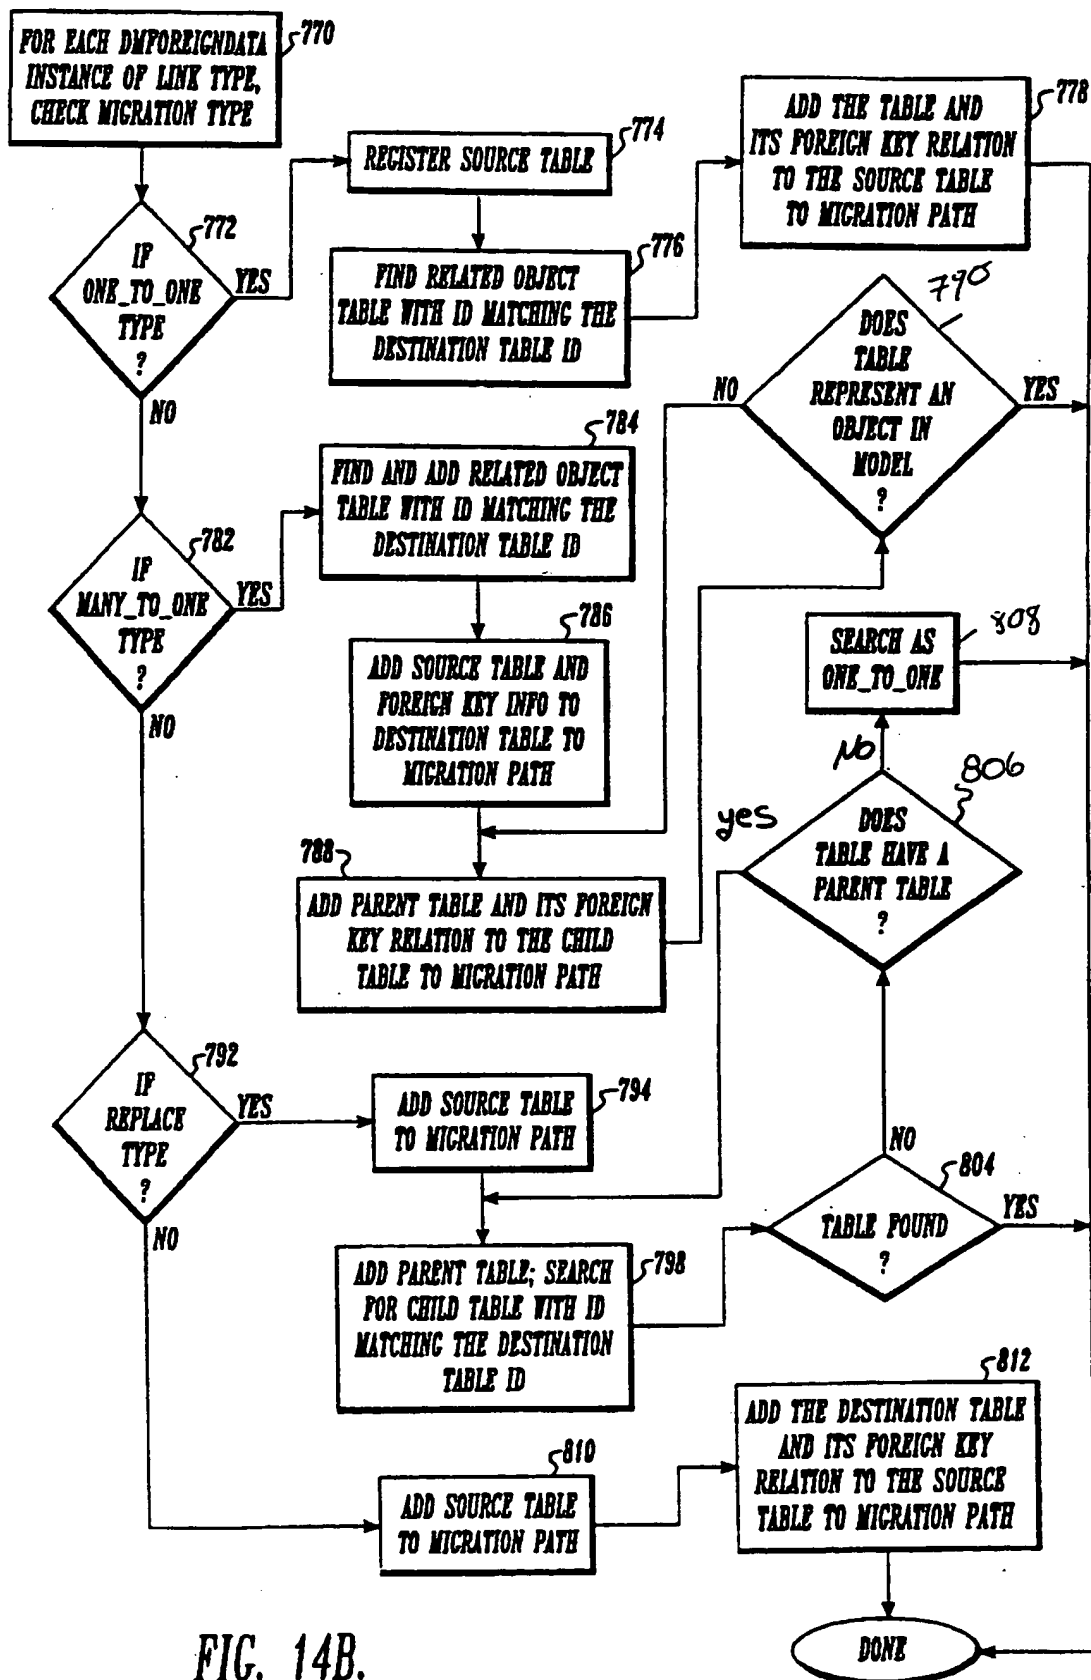 FOR EACH DMFOREIGNDATA
INSTANCE OF LINK TYPE,
CHECK MIGRATION TYPE
770
IF
ONE_TO_ONE
TYPE
?
772
YES
NO
REGISTER SOURCE TABLE
774
FIND RELATED OBJECT
TABLE WITH ID MATCHING THE
DESTINATION TABLE ID
776
ADD THE TABLE AND
ITS FOREIGN KEY RELATION
TO THE SOURCE TABLE
TO MIGRATION PATH
778
IF
MANY_TO_ONE
TYPE
?
782
YES
NO
FIND AND ADD RELATED OBJECT
TABLE WITH ID MATCHING THE
DESTINATION TABLE ID
784
ADD SOURCE TABLE AND
FOREIGN KEY INFO TO
DESTINATION TABLE TO
MIGRATION PATH
786
788
ADD PARENT TABLE AND ITS FOREIGN
KEY RELATION TO THE CHILD
TABLE TO MIGRATION PATH
DOES
TABLE
REPRESENT AN
OBJECT IN
MODEL
?
790
NO
YES
IF
REPLACE
TYPE
?
792
YES
NO
ADD SOURCE TABLE
TO MIGRATION PATH
794
ADD PARENT TABLE; SEARCH
FOR CHILD TABLE WITH ID
MATCHING THE DESTINATION
TABLE ID
798
TABLE FOUND
?
804
NO
YES
DOES
TABLE HAVE A
PARENT TABLE
?
806
yes
No
SEARCH AS
ONE_TO_ONE
808
810
ADD SOURCE TABLE
TO MIGRATION PATH
812
ADD THE DESTINATION TABLE
AND ITS FOREIGN KEY
RELATION TO THE SOURCE
TABLE TO MIGRATION PATH
DONE
FIG. 14B.